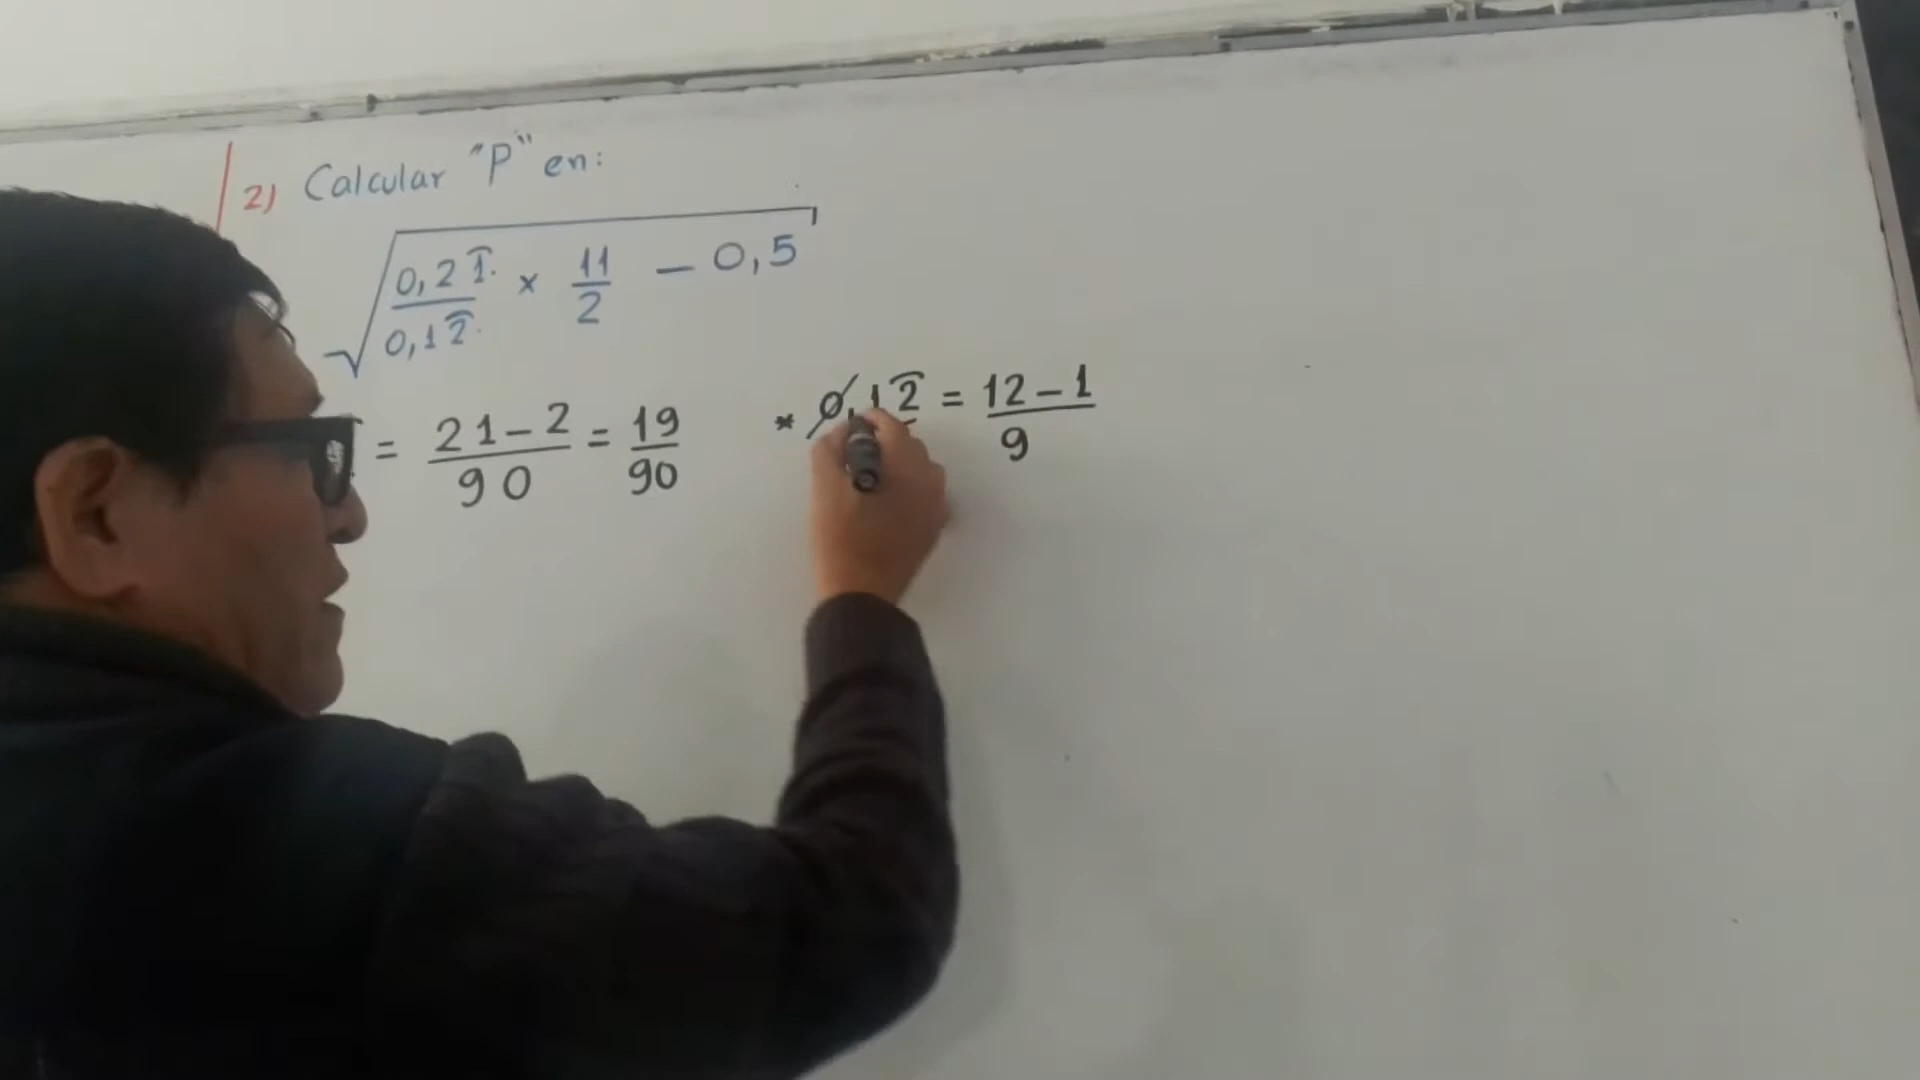 2) Calcular "P" en:
√(0,21̂/0,12̂ × 11/2 − 0,5)
= 21−2/90 = 19/90
* 0,12̂ = 12−1/9